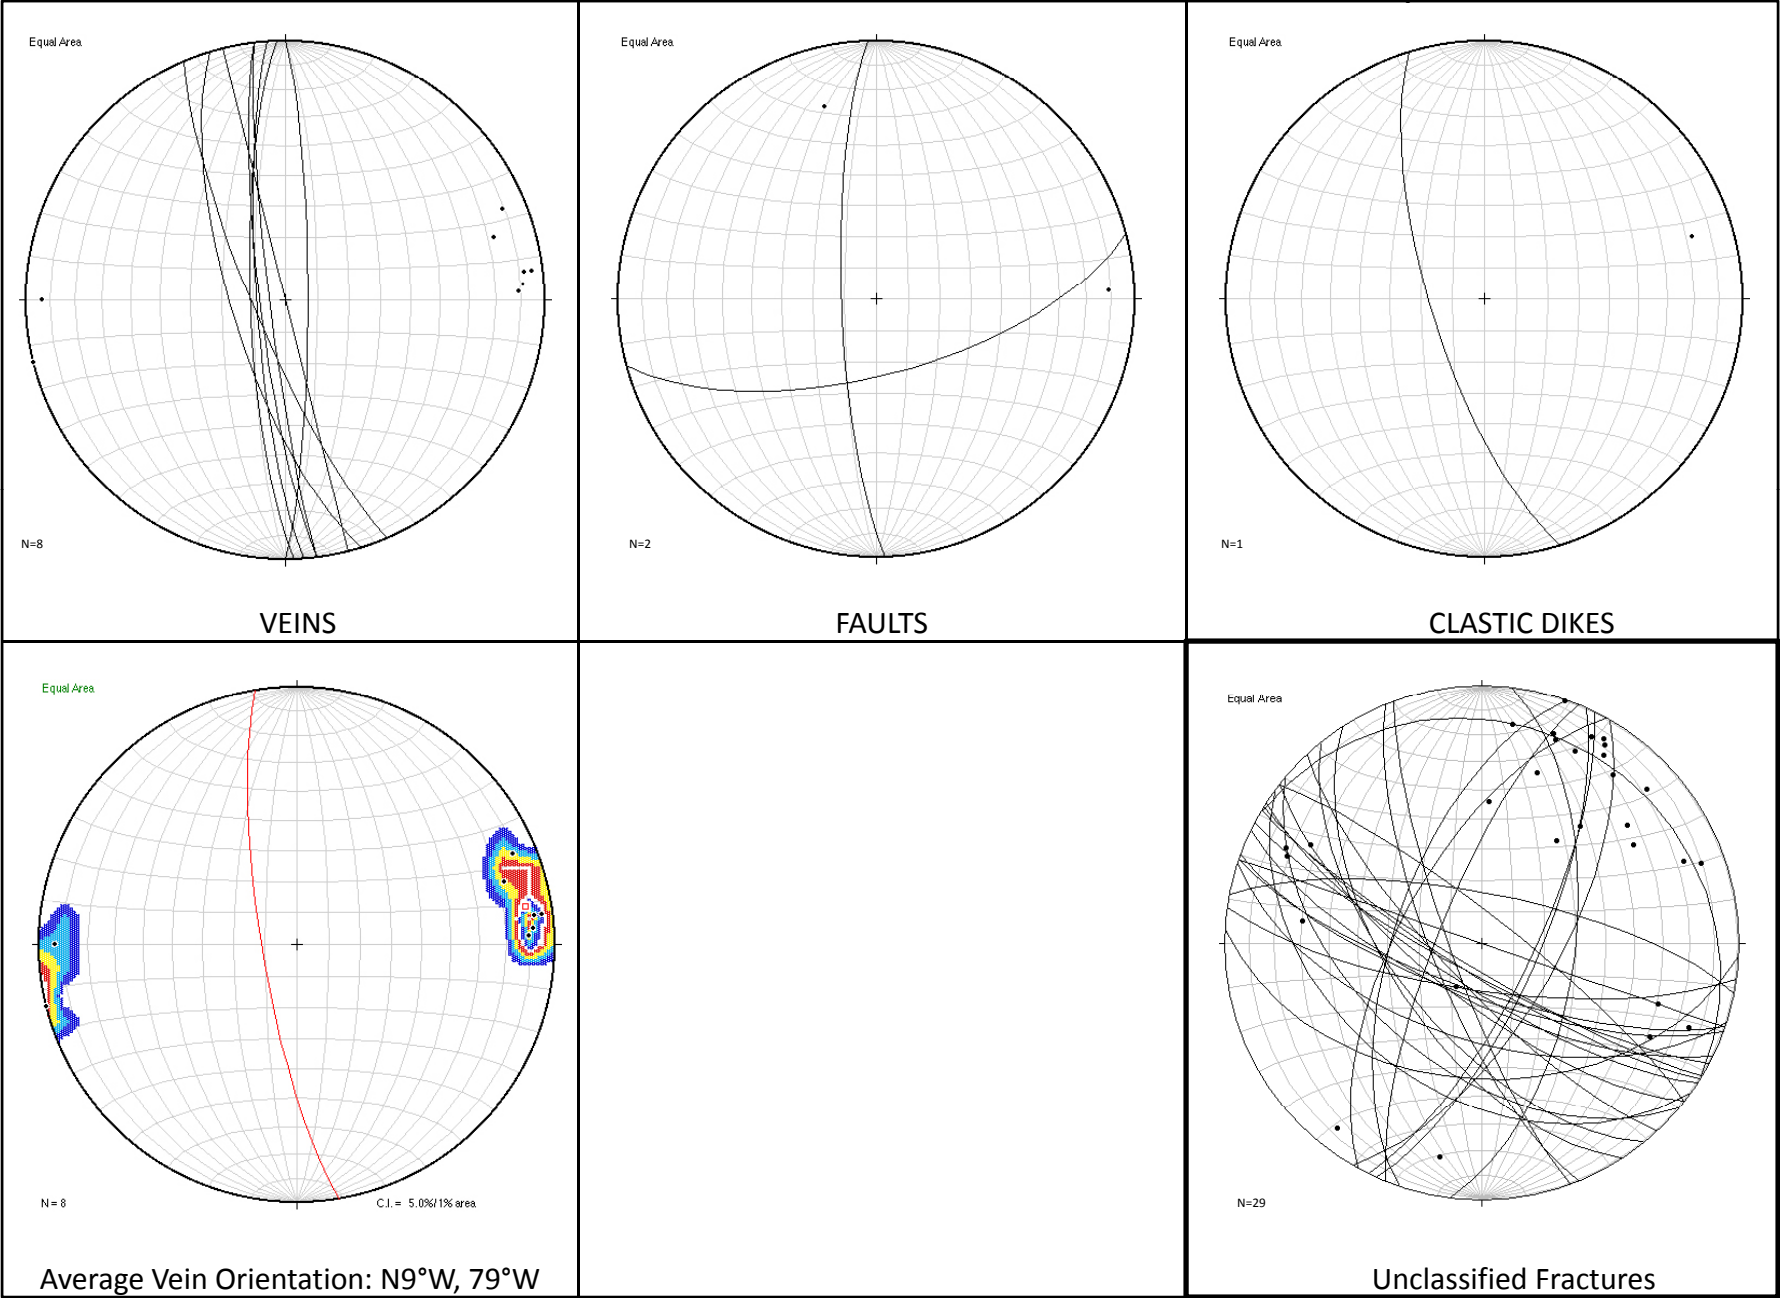 Equal Area
N=8
VEINS
Equal Area
N=2
FAULTS
Equal Area
N=1
CLASTIC DIKES
Equal Area
N = 8
C.I. = 5.0%/1% area
Average Vein Orientation: N9°W, 79°W
Equal Area
N=29
Unclassified Fractures